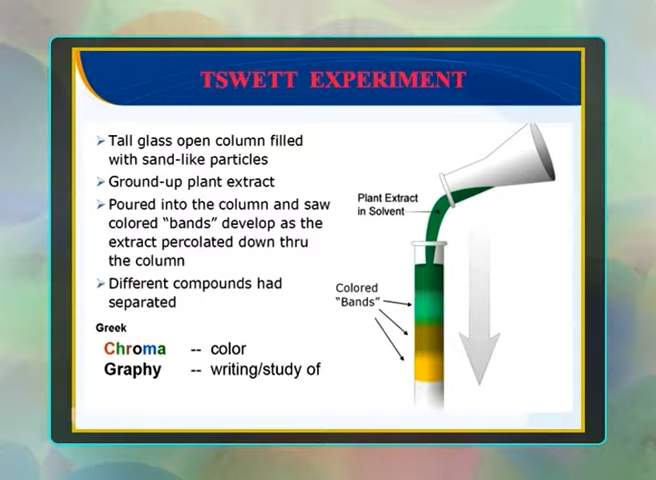 TSWETT EXPERIMENT
Tall glass open column filled
with sand-like particles
Ground-up plant extract
Poured into the column and saw
colored “bands” develop as the
extract percolated down thru
the column
Different compounds had
separated
Greek
Chroma -- color
Graphy -- writing/study of
Plant Extract
in Solvent
Colored
“Bands”